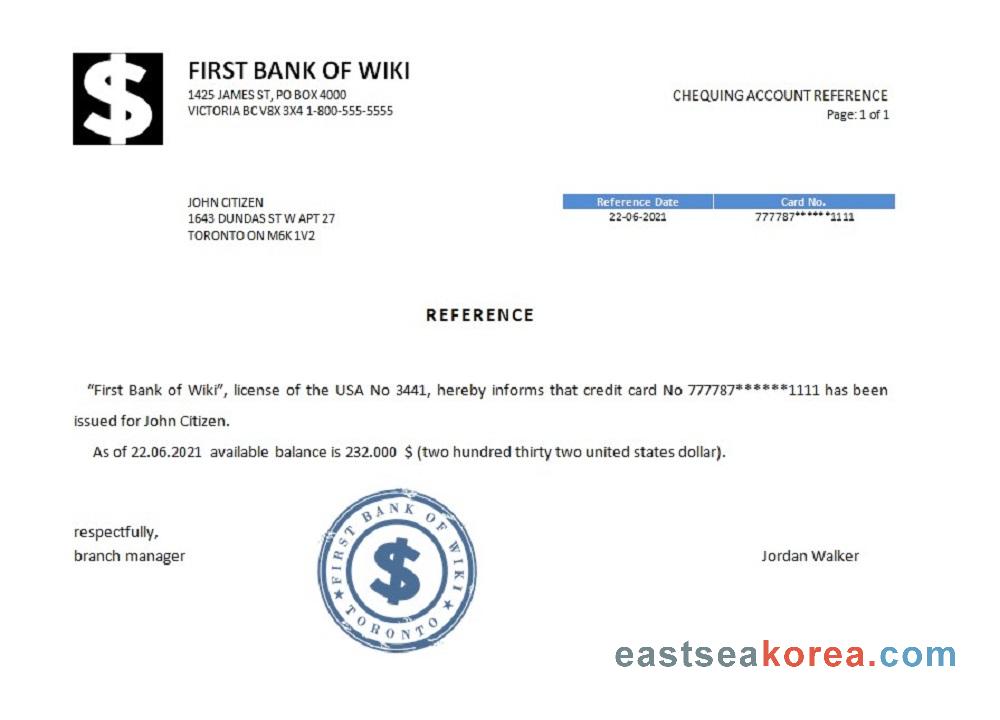 FIRST BANK OF WIKI
1425 JAMES ST, PO BOX 4000
VICTORIA BC V8X 3X4 1-800-555-5555
CHEQUING ACCOUNT REFERENCE
Page: 1 of 1
JOHN CITIZEN
1643 DUNDAS ST W APT 27
TORONTO ON M6K 1V2
Reference Date Card No.
22-06-2021 777787******1111
REFERENCE
“First Bank of Wiki”, license of the USA No 3441, hereby informs that credit card No 777787******1111 has been
issued for John Citizen.
As of 22.06.2021 available balance is 232.000 $ (two hundred thirty two united states dollar).
respectfully,
branch manager
FIRST BANK OF WIKI
TORONTO
Jordan Walker
eastseakorea.com